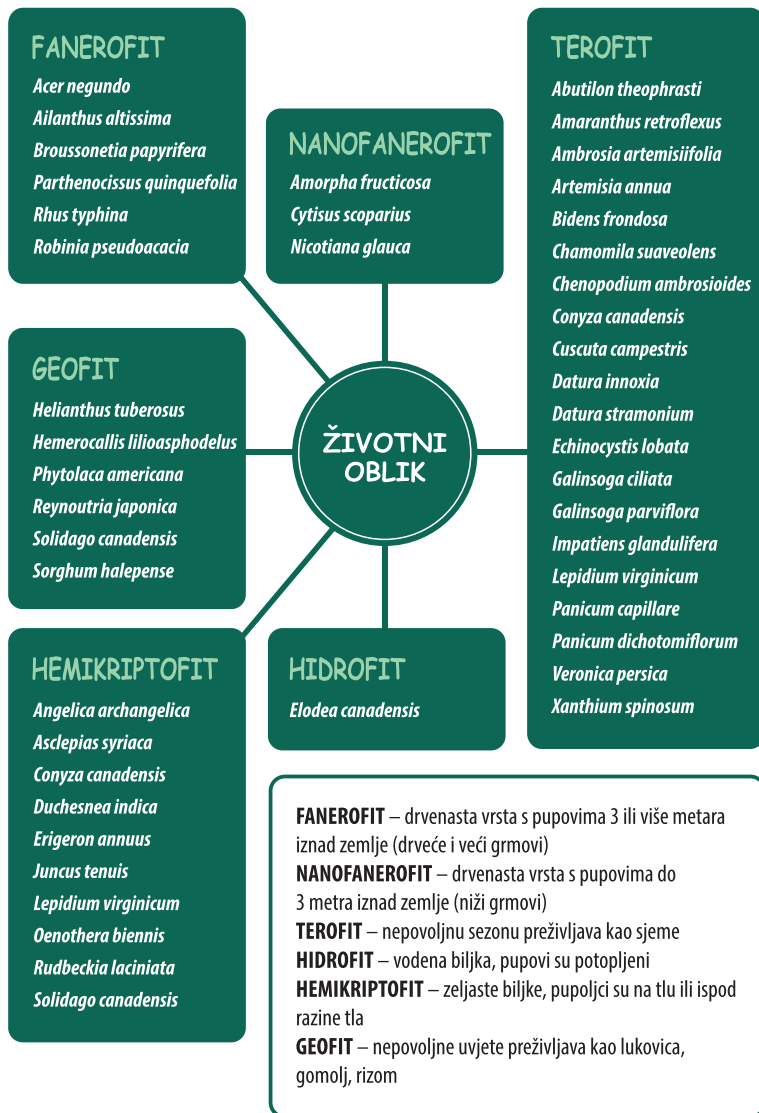 FANEROFIT
Acer negundo
Ailanthus altissima
Broussonetia papyrifera
Parthenocissus quinquefolia
Rhus typhina
Robinia pseudoacacia
NANOFANEROFIT
Amorpha fructicosa
Cytisus scoparius
Nicotiana glauca
TEROFIT
Abutilon theophrasti
Amaranthus retroflexus
Ambrosia artemisiifolia
Artemisia annua
Bidens frondosa
Chamomila suaveolens
Chenopodium ambrosioides
Conyza canadensis
Cuscuta campestris
Datura innoxia
Datura stramonium
Echinocystis lobata
Galinsoga ciliata
Galinsoga parviflora
Impatiens glandulifera
Lepidium virginicum
Panicum capillare
Panicum dichotomiflorum
Veronica persica
Xanthium spinosum
GEOFIT
Helianthus tuberosus
Hemerocallis lilioasphodelus
Phytolaca americana
Reynoutria japonica
Solidago canadensis
Sorghum halepense
ŽIVOTNI
OBLIK
HEMIKRIPTOFIT
Angelica archangelica
Asclepias syriaca
Conyza canadensis
Duchesnea indica
Erigeron annuus
Juncus tenuis
Lepidium virginicum
Oenothera biennis
Rudbeckia laciniata
Solidago canadensis
HIDROFIT
Elodea canadensis
FANEROFIT – drvenasta vrsta s pupovima 3 ili više metara
iznad zemlje (drveće i veći grmovi)
NANOFANEROFIT – drvenasta vrsta s pupovima do
3 metra iznad zemlje (niži grmovi)
TEROFIT – nepovoljnu sezonu preživljava kao sjeme
HIDROFIT – vodena biljka, pupovi su potopljeni
HEMIKRIPTOFIT – zeljaste biljke, pupoljci su na tlu ili ispod
razine tla
GEOFIT – nepovoljne uvjete preživljava kao lukovica,
gomolj, rizom